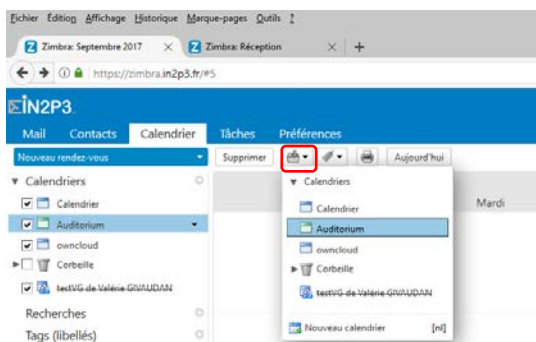 Fichier Édition Affichage Historique Marque-pages Outils ?
Zimbra: Septembre 2017 × Zimbra: Réception × +
https://zimbra.in2p3.fr/#5
IN2P3
Mail Contacts Calendrier Tâches Préférences
Nouveau rendez-vous Supprimer Aujourd'hui
Calendriers
Calendrier
Auditorium
owncloud
Corbeille
testVG de Valérie GIVAUDAN
Recherches
Tags (libellés)
Calendriers
Calendrier
Auditorium
owncloud
Corbeille
testVG de Valérie GIVAUDAN
Nouveau calendrier [nl]
Mardi